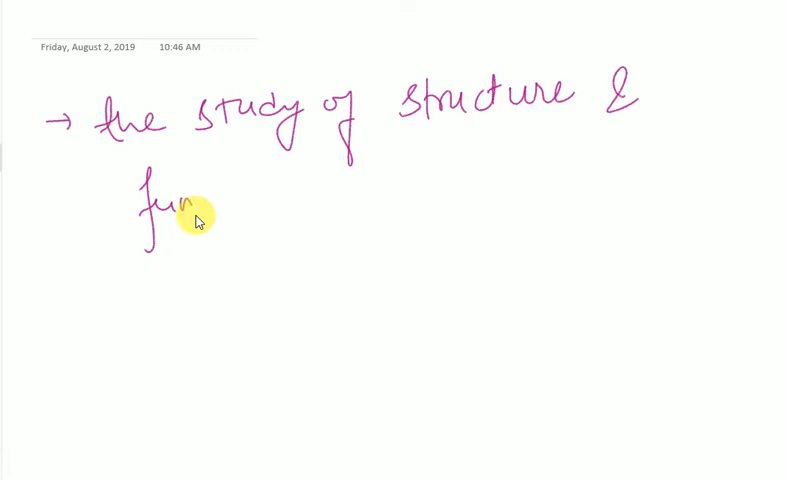 Friday, August 2, 2019 10:46 AM
→ the study of structure &
fun